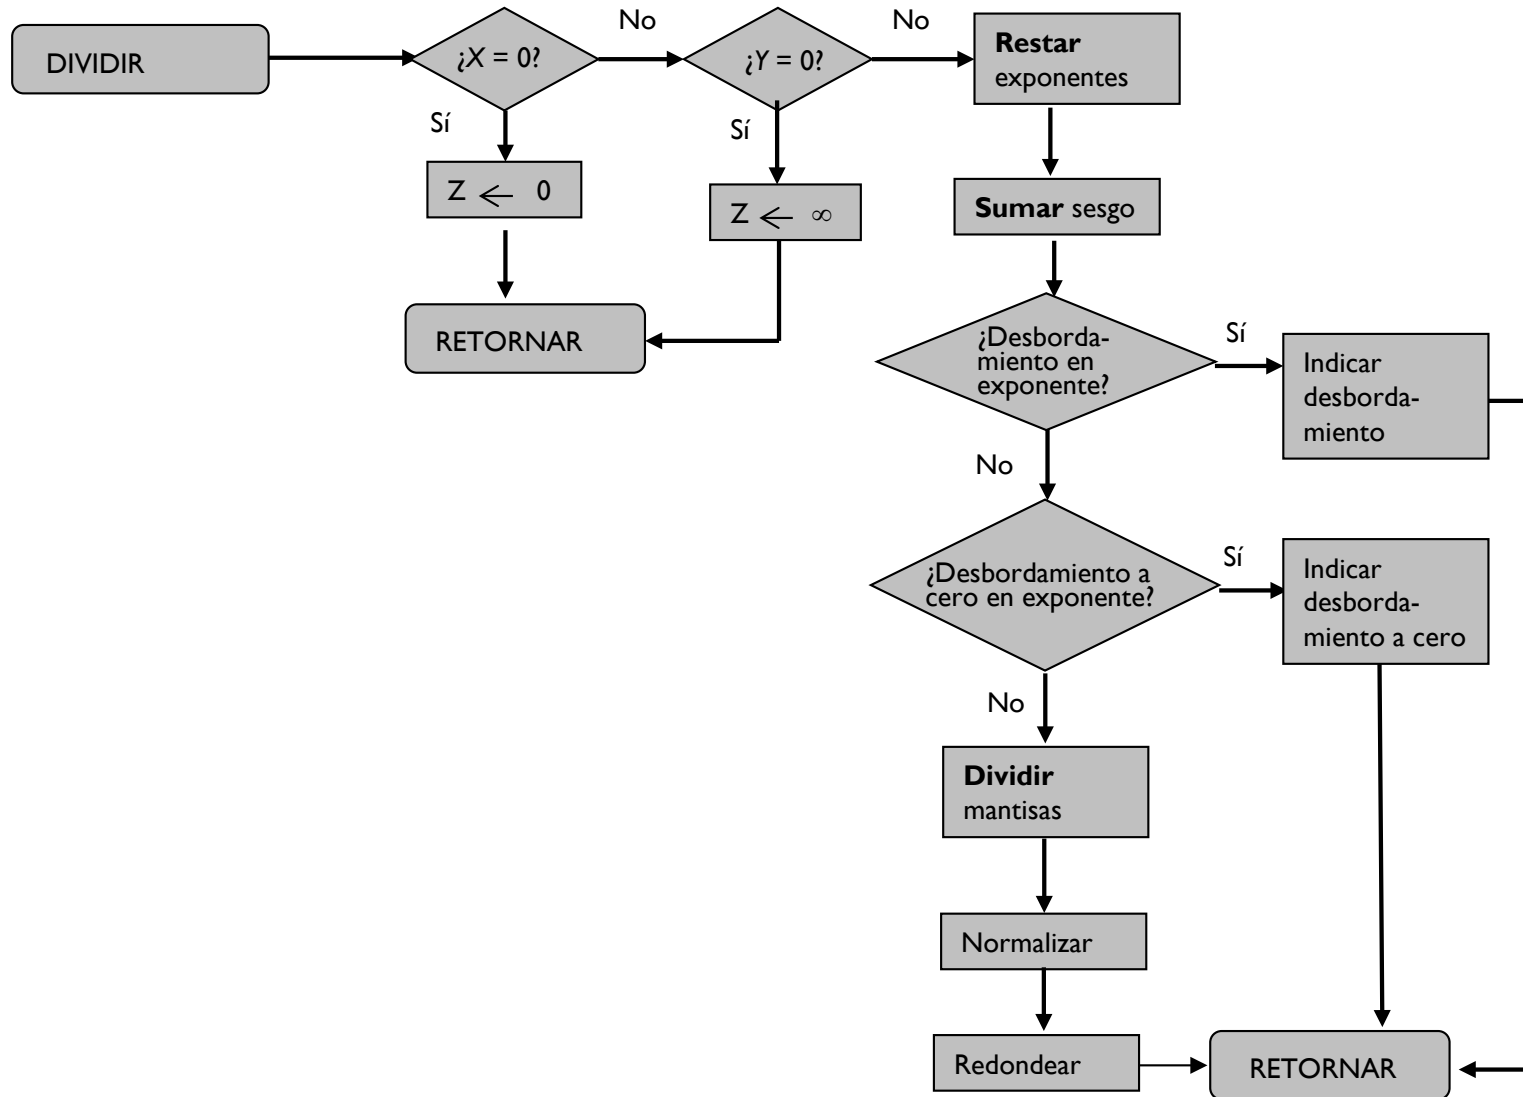 DIVIDIR
¿X = 0?
No
¿Y = 0?
No
Restar
exponentes
Sí
Sí
Z ← 0
Z ← ∞
Sumar sesgo
RETORNAR
¿Desborda-
miento en
exponente?
Sí
Indicar
desborda-
miento
No
¿Desbordamiento a
cero en exponente?
Sí
Indicar
desborda-
miento a cero
No
Dividir
mantisas
Normalizar
Redondear
RETORNAR